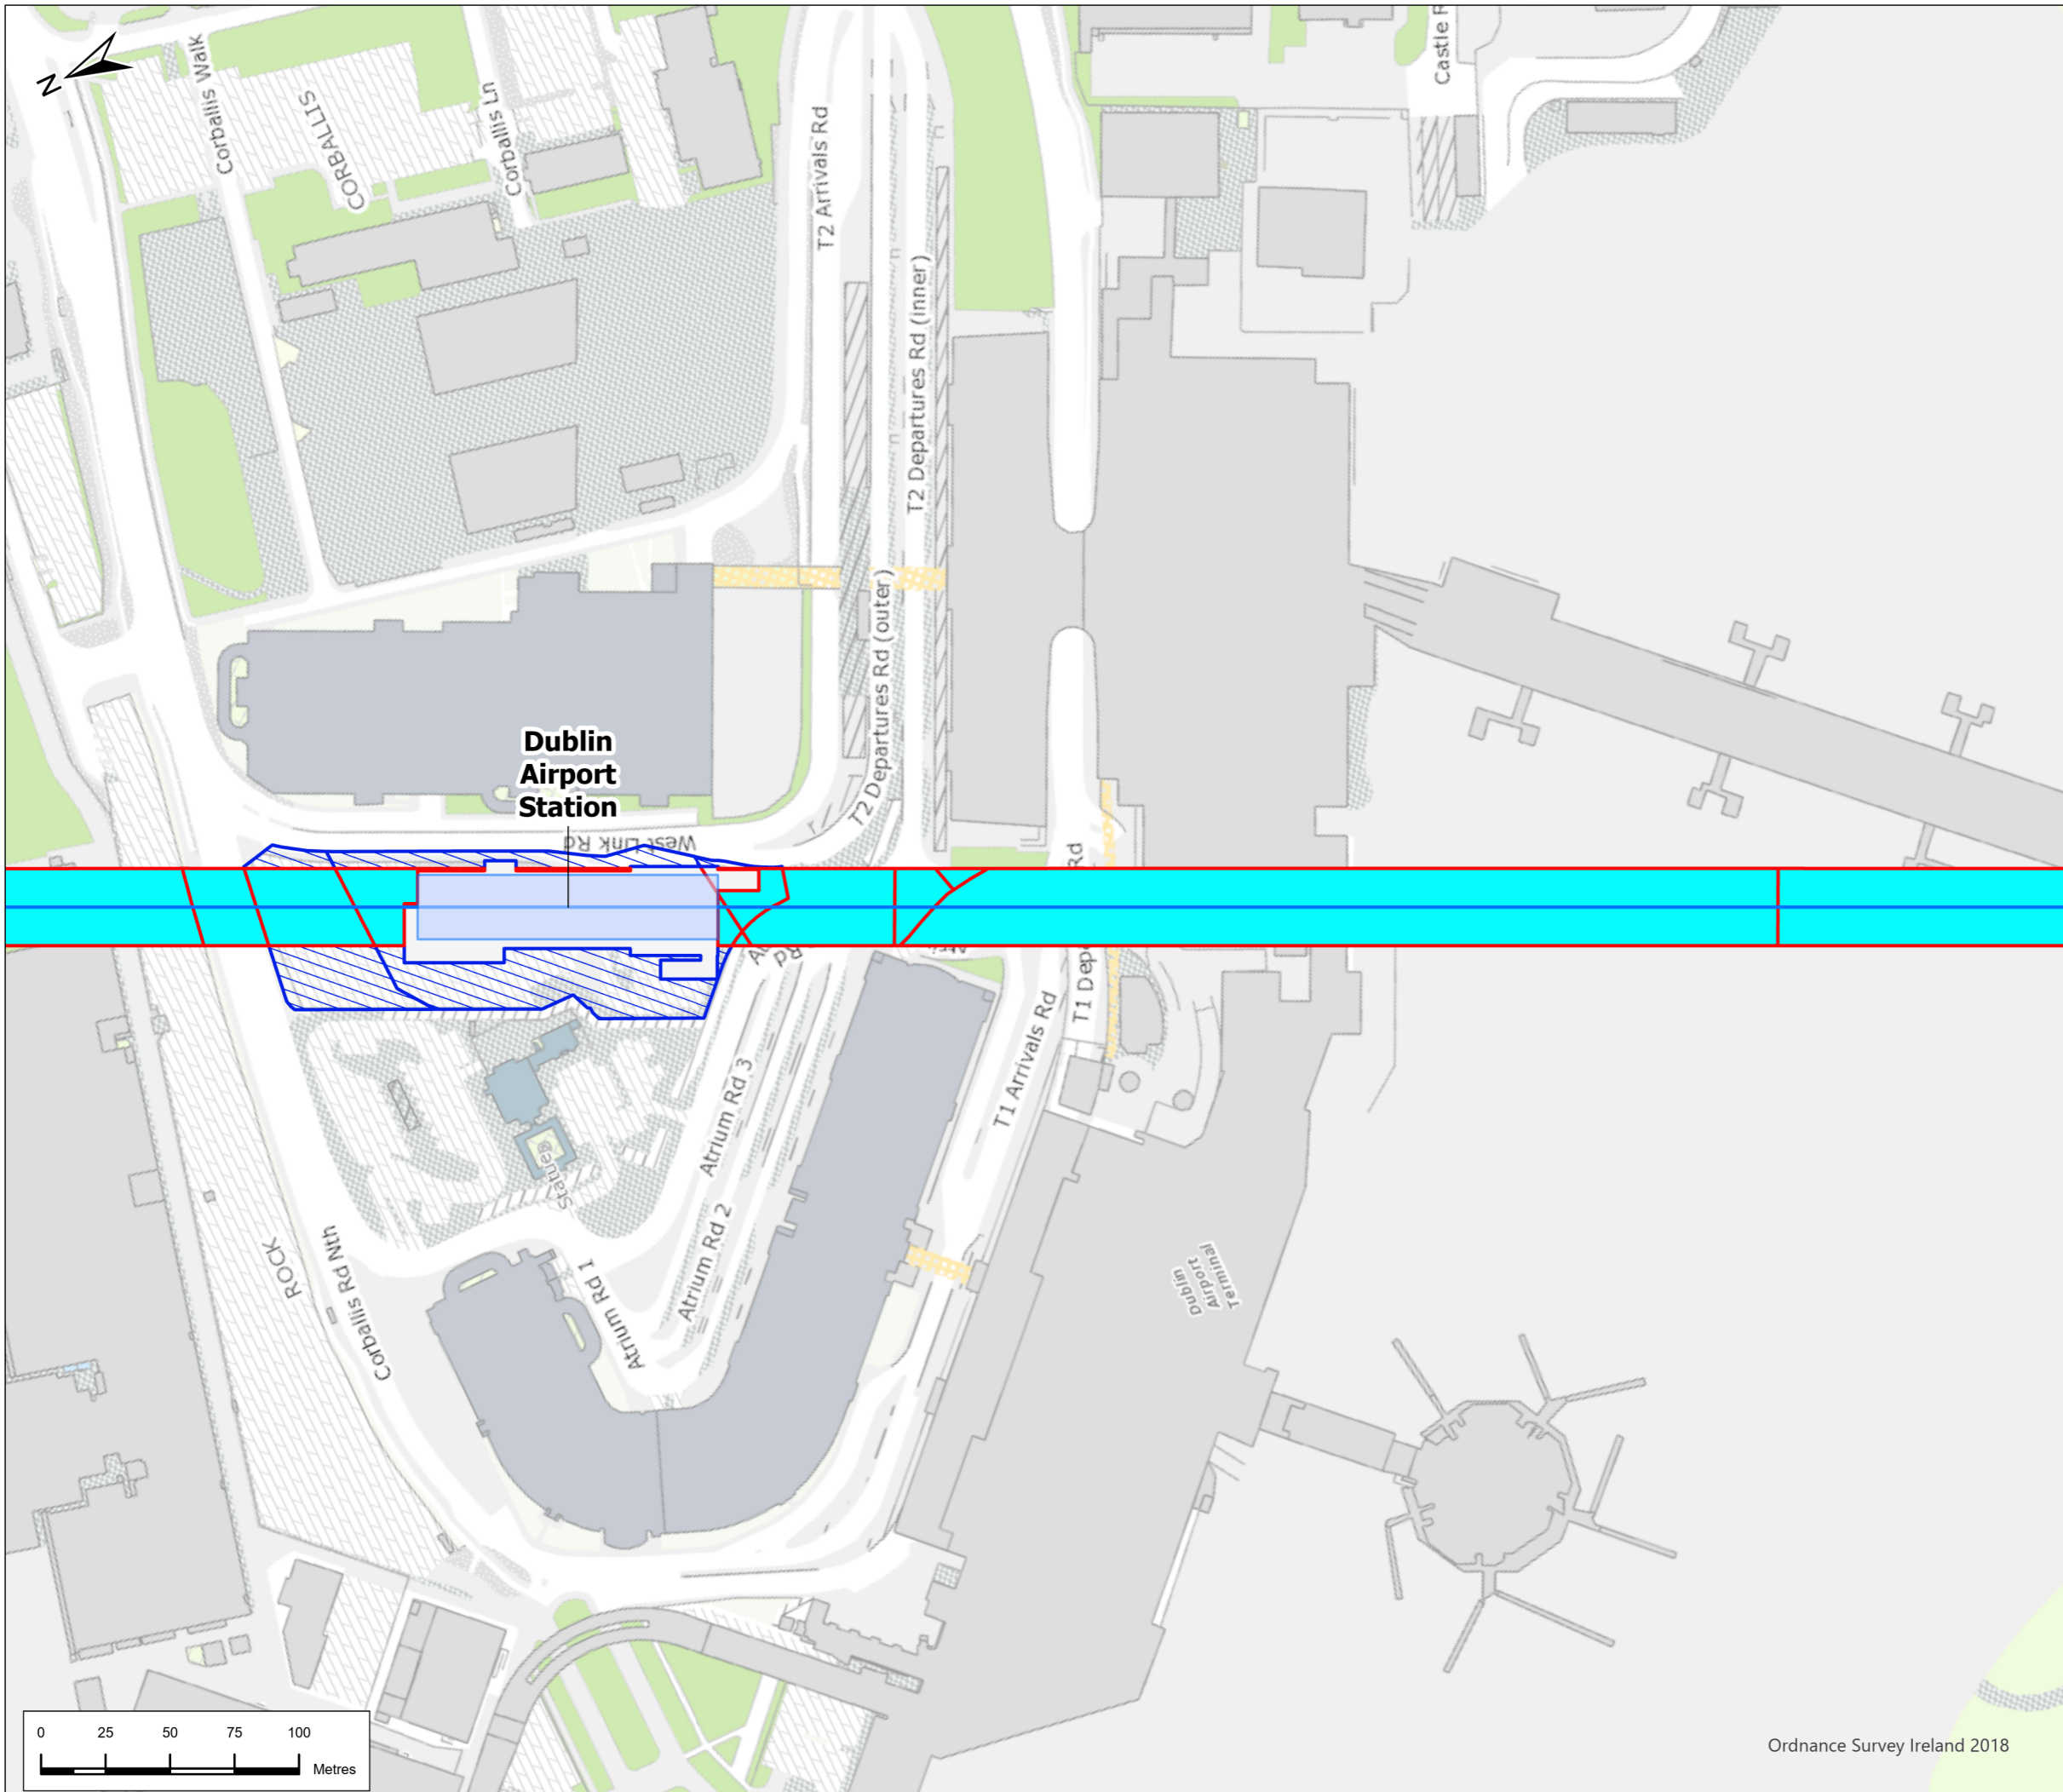 N
Corballis Walk
CORBALLIS
Corballis Ln
T2 Arrivals Rd
Castle R
T2 Departures Rd (inner)
T2 Departures Rd (outer)
Dublin
Airport
Station
West Link Rd
Rd
Rd
T1 Dep
T1 Arrivals Rd
Atrium Rd 3
Statues
Atrium Rd 2
Atrium Rd 1
ROCK
Corballis Rd Nth
Dublin
Airport
Terminal
0 25 50 75 100
Metres
Ordnance Survey Ireland 2018